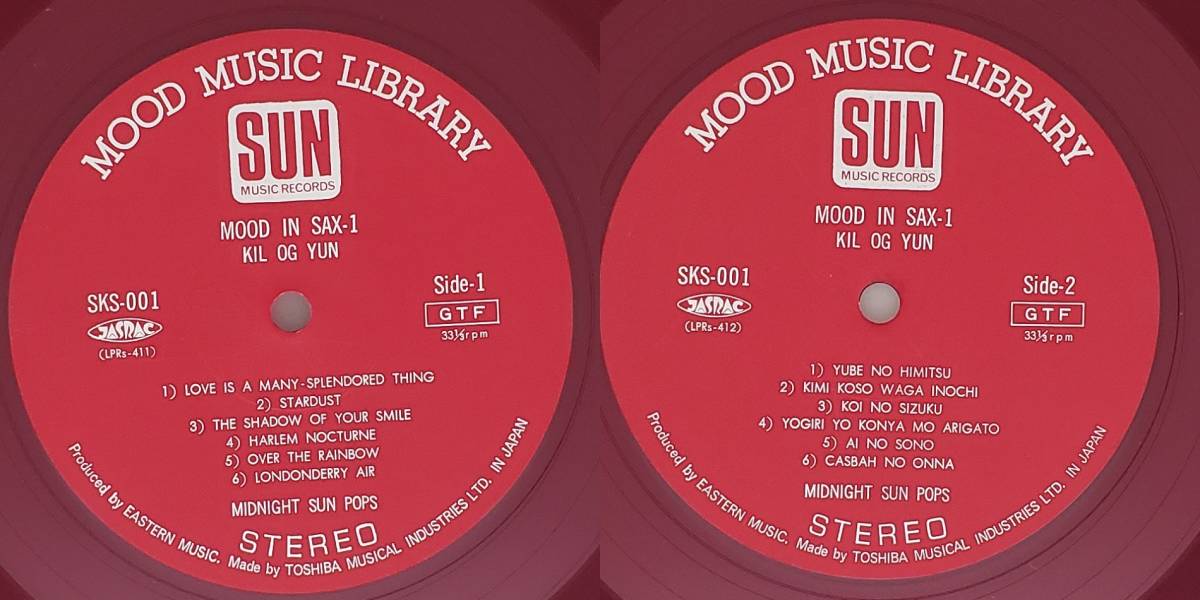 MOOD MUSIC LIBRARY
SUN
MUSIC RECORDS
MOOD IN SAX-1
KIL OG YUN
SKS-001
JASRAC
(LPRs-411)
Side-1
GTF
33⅓rpm
1) LOVE IS A MANY-SPLENDORED THING
2) STARDUST
3) THE SHADOW OF YOUR SMILE
4) HARLEM NOCTURNE
5) OVER THE RAINBOW
6) LONDONDERRY AIR
MIDNIGHT SUN POPS
STEREO
Produced by EASTERN MUSIC. Made by TOSHIBA MUSICAL INDUSTRIES LTD. IN JAPAN
MOOD MUSIC LIBRARY
SUN
MUSIC RECORDS
MOOD IN SAX-1
KIL OG YUN
SKS-001
JASRAC
(LPRs-412)
Side-2
GTF
33⅓rpm
1) YUBE NO HIMITSU
2) KIMI KOSO WAGA INOCHI
3) KOI NO SIZUKU
4) YOGIRI YO KONYA MO ARIGATO
5) AI NO SONO
6) CASBAH NO ONNA
MIDNIGHT SUN POPS
STEREO
Produced by EASTERN MUSIC. Made by TOSHIBA MUSICAL INDUSTRIES LTD. IN JAPAN